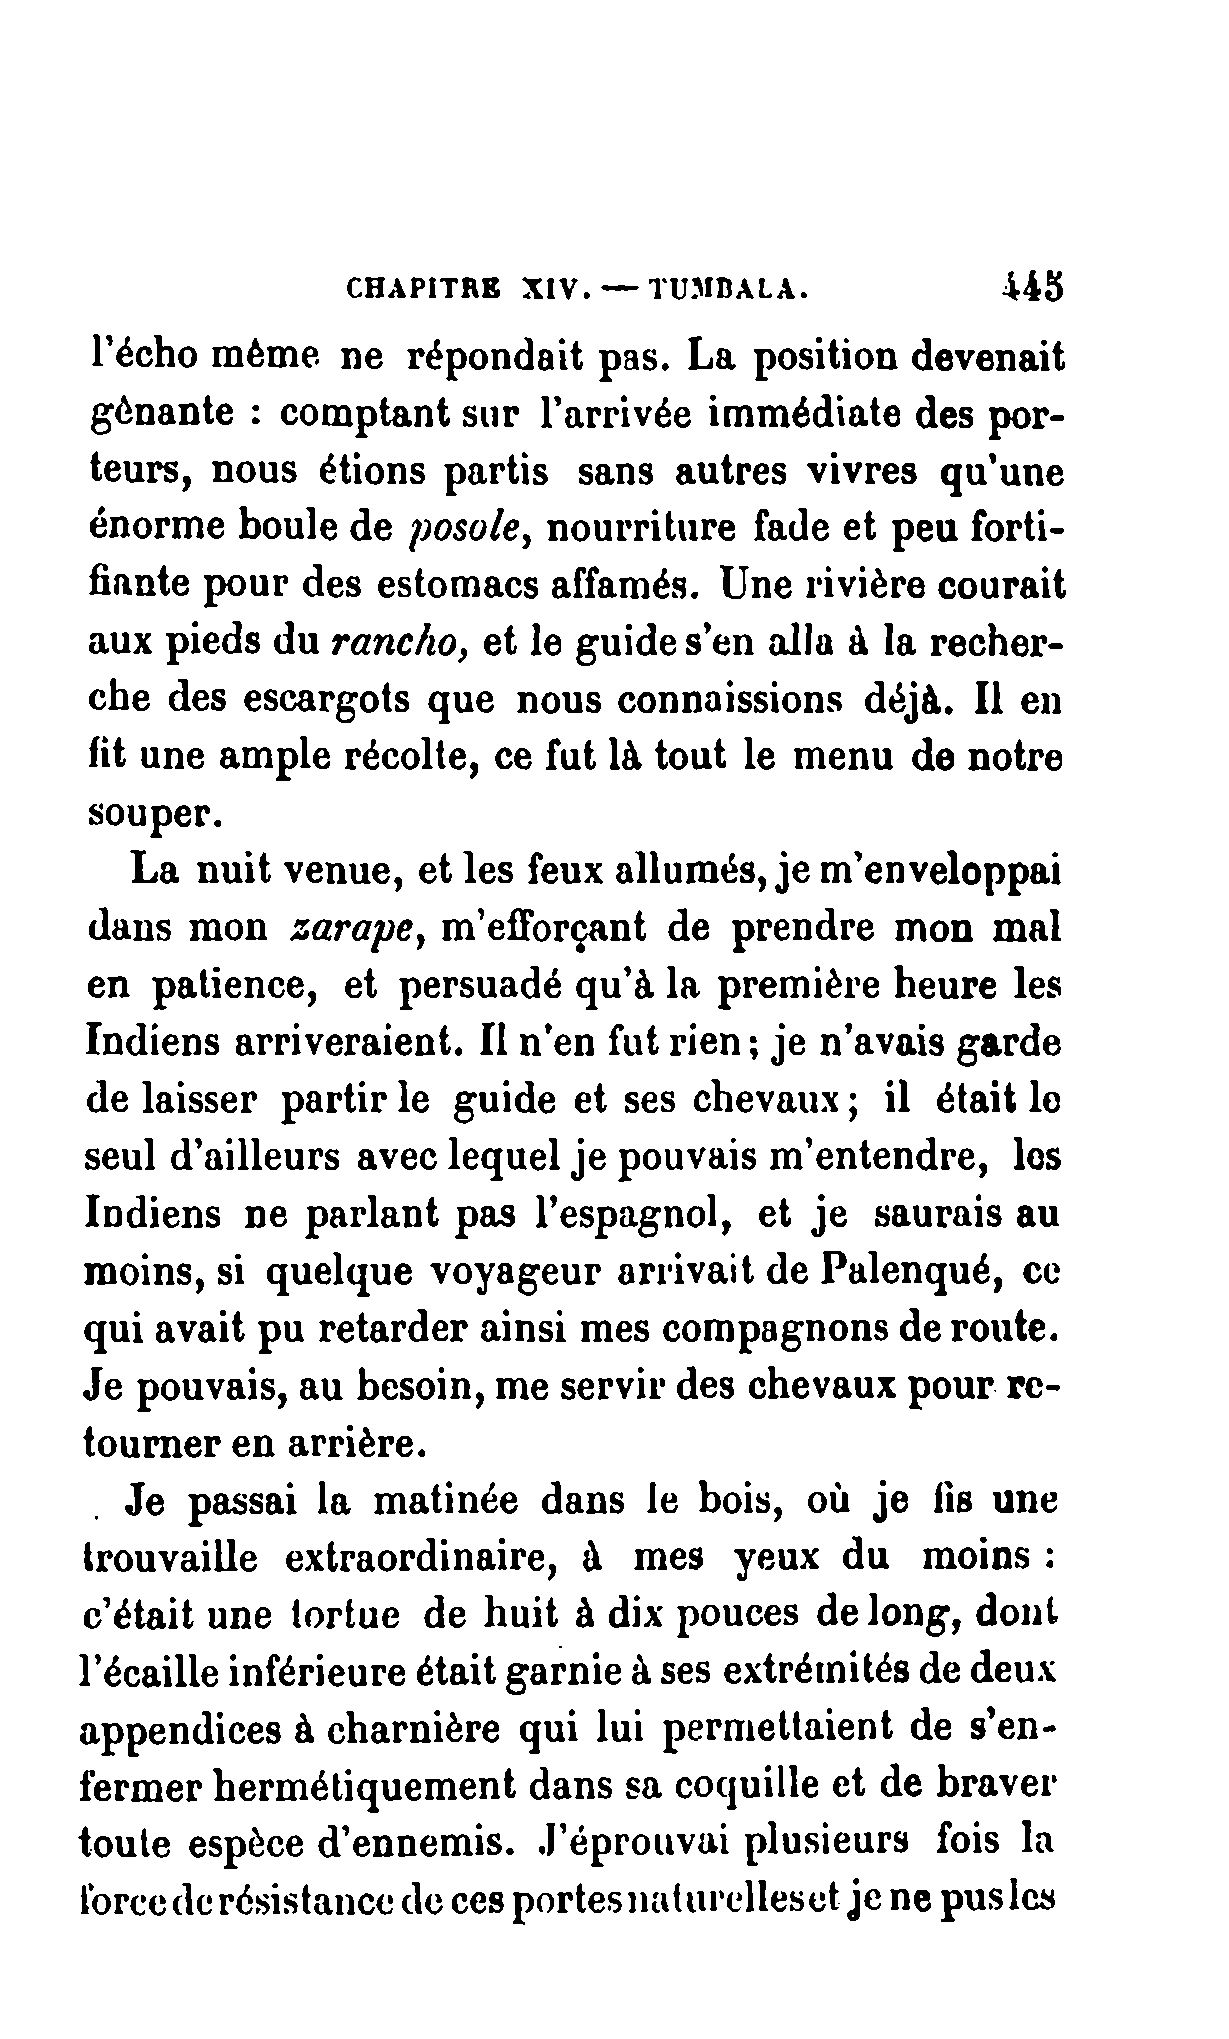 CHAPITRE XIV. — TUMBALA. 445
l'écho même ne répondait pas. La position devenait
gênante : comptant sur l'arrivée immédiate des por-
teurs, nous étions partis sans autres vivres qu'une
énorme boule de posole, nourriture fade et peu forti-
fiante pour des estomacs affamés. Une rivière courait
aux pieds du rancho, et le guide s'en alla à la recher-
che des escargots que nous connaissions déjà. Il en
fit une ample récolte, ce fut là tout le menu de notre
souper.
La nuit venue, et les feux allumés, je m'enveloppai
dans mon zarape, m'efforçant de prendre mon mal
en patience, et persuadé qu'à la première heure les
Indiens arriveraient. Il n'en fut rien ; je n'avais garde
de laisser partir le guide et ses chevaux ; il était le
seul d'ailleurs avec lequel je pouvais m'entendre, les
Indiens ne parlant pas l'espagnol, et je saurais au
moins, si quelque voyageur arrivait de Palenqué, ce
qui avait pu retarder ainsi mes compagnons de route.
Je pouvais, au besoin, me servir des chevaux pour re-
tourner en arrière.
Je passai la matinée dans le bois, où je fis une
trouvaille extraordinaire, à mes yeux du moins :
c'était une tortue de huit à dix pouces de long, dont
l'écaille inférieure était garnie à ses extrémités de deux
appendices à charnière qui lui permettaient de s'en-
fermer hermétiquement dans sa coquille et de braver
toute espèce d'ennemis. J'éprouvai plusieurs fois la
force de résistance de ces portes naturelles et je ne pus les